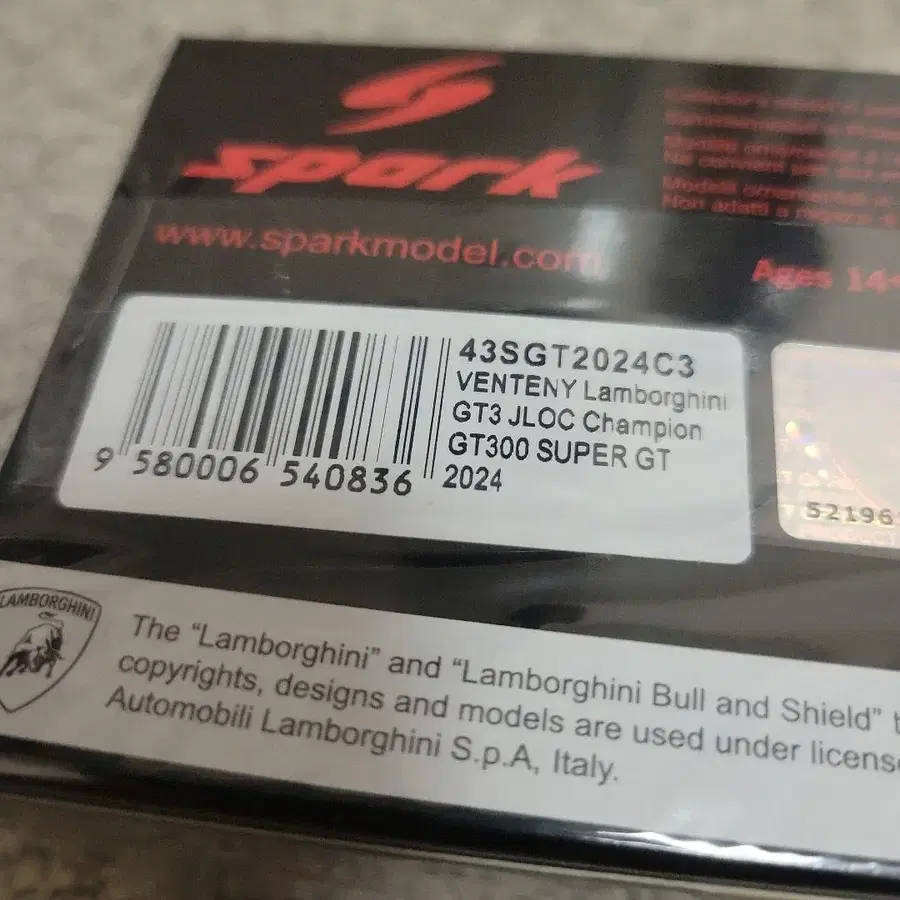 spark
www.sparkmodel.com
Ages 14+
43SGT2024C3
VENTENY Lamborghini
GT3 JLOC Champion
GT300 SUPER GT
2024
9 580006 540836
52196
LAMBORGHINI
The “Lamborghini” and “Lamborghini Bull and Shield”
copyrights, designs and models are used under license
Automobili Lamborghini S.p.A, Italy.